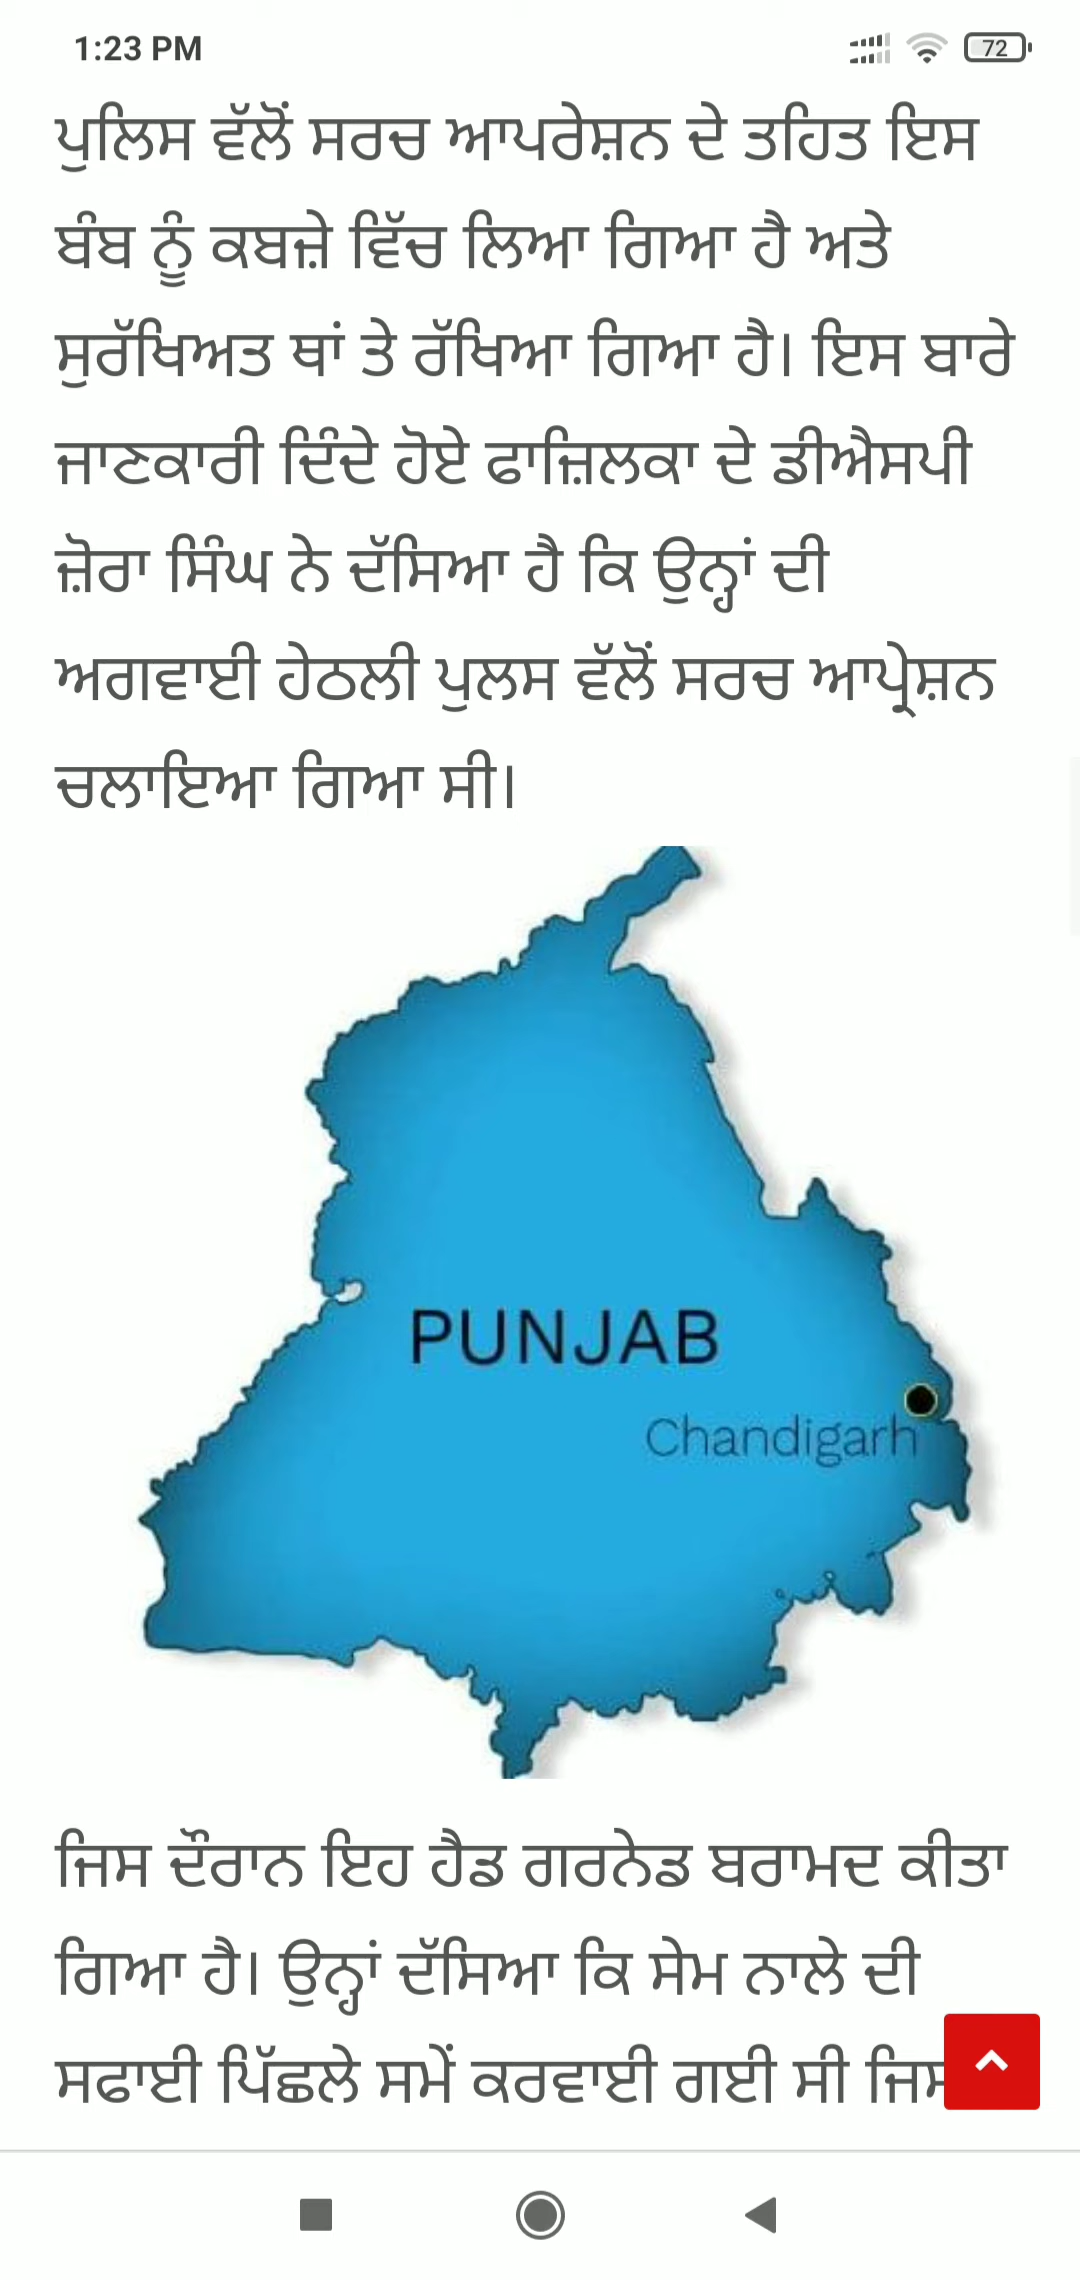 1:23 PM
72
ਪੁਲਿਸ ਵੱਲੋਂ ਸਰਚ ਆਪਰੇਸ਼ਨ ਦੇ ਤਹਿਤ ਇਸ
ਬੰਬ ਨੂੰ ਕਬਜ਼ੇ ਵਿੱਚ ਲਿਆ ਗਿਆ ਹੈ ਅਤੇ
ਸੁਰੱਖਿਅਤ ਥਾਂ ਤੇ ਰੱਖਿਆ ਗਿਆ ਹੈ। ਇਸ ਬਾਰੇ
ਜਾਣਕਾਰੀ ਦਿੰਦੇ ਹੋਏ ਫਾਜ਼ਿਲਕਾ ਦੇ ਡੀਐਸਪੀ
ਜ਼ੋਰਾ ਸਿੰਘ ਨੇ ਦੱਸਿਆ ਹੈ ਕਿ ਉਨ੍ਹਾਂ ਦੀ
ਅਗਵਾਈ ਹੇਠਲੀ ਪੁਲਸ ਵੱਲੋਂ ਸਰਚ ਆਪ੍ਰੇਸ਼ਨ
ਚਲਾਇਆ ਗਿਆ ਸੀ।
PUNJAB
Chandigarh
ਜਿਸ ਦੌਰਾਨ ਇਹ ਹੈਡ ਗਰਨੇਡ ਬਰਾਮਦ ਕੀਤਾ
ਗਿਆ ਹੈ। ਉਨ੍ਹਾਂ ਦੱਸਿਆ ਕਿ ਸੇਮ ਨਾਲੇ ਦੀ
ਸਫਾਈ ਪਿੱਛਲੇ ਸਮੇਂ ਕਰਵਾਈ ਗਈ ਸੀ ਜਿਸ